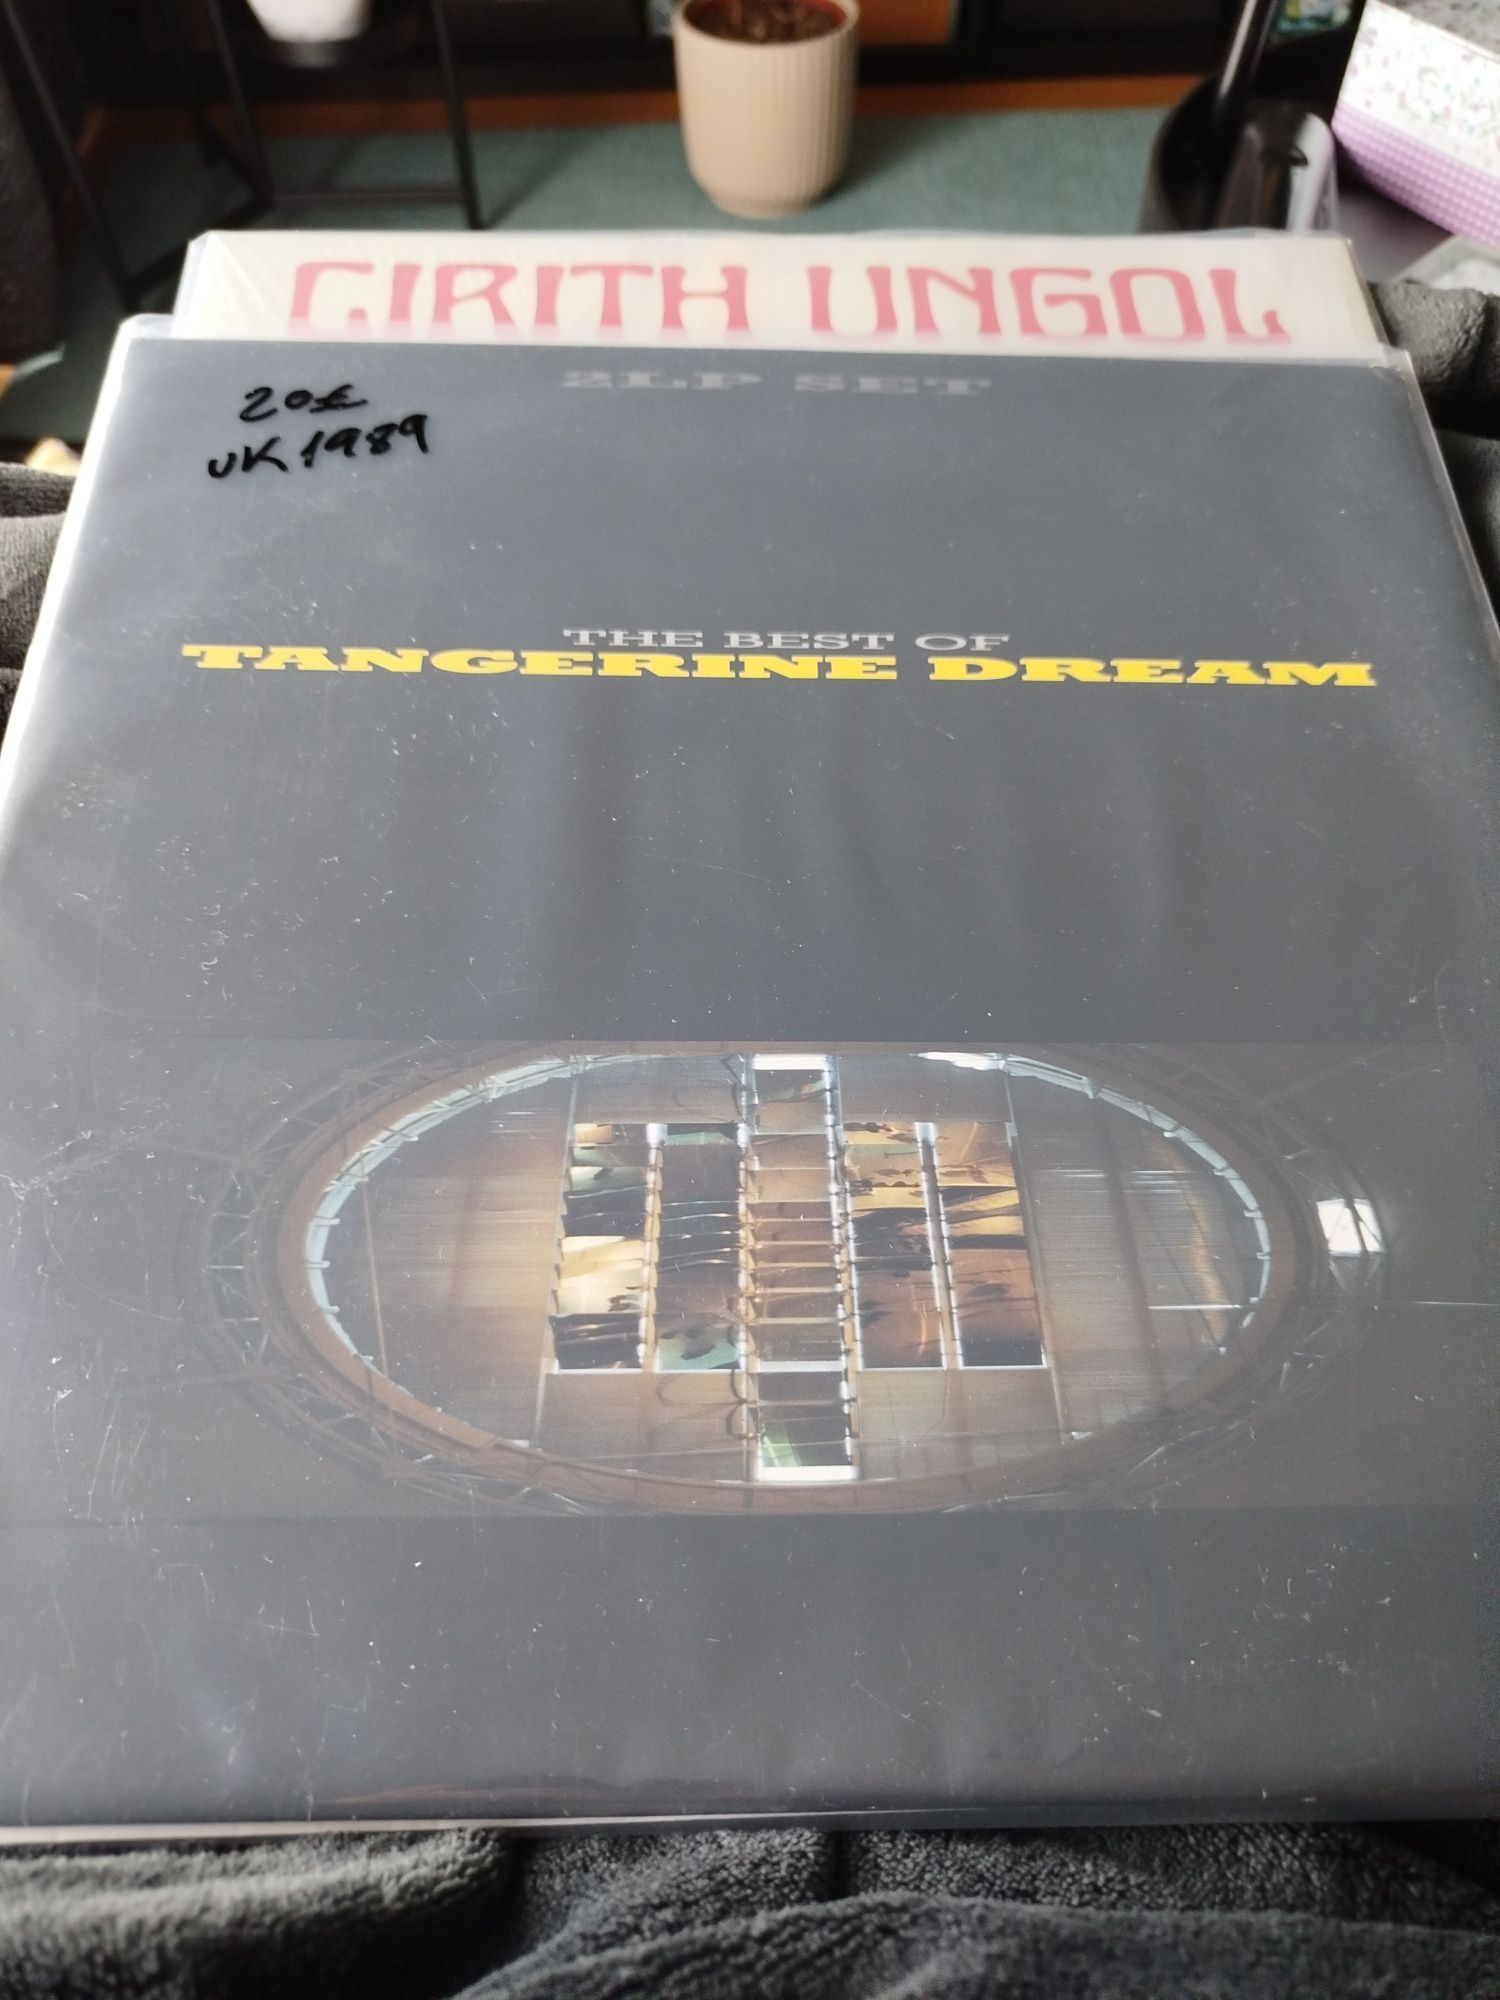 CIRITH UNGOL
2LP SET
20€
UK 1989
THE BEST OF
TANGERINE DREAM